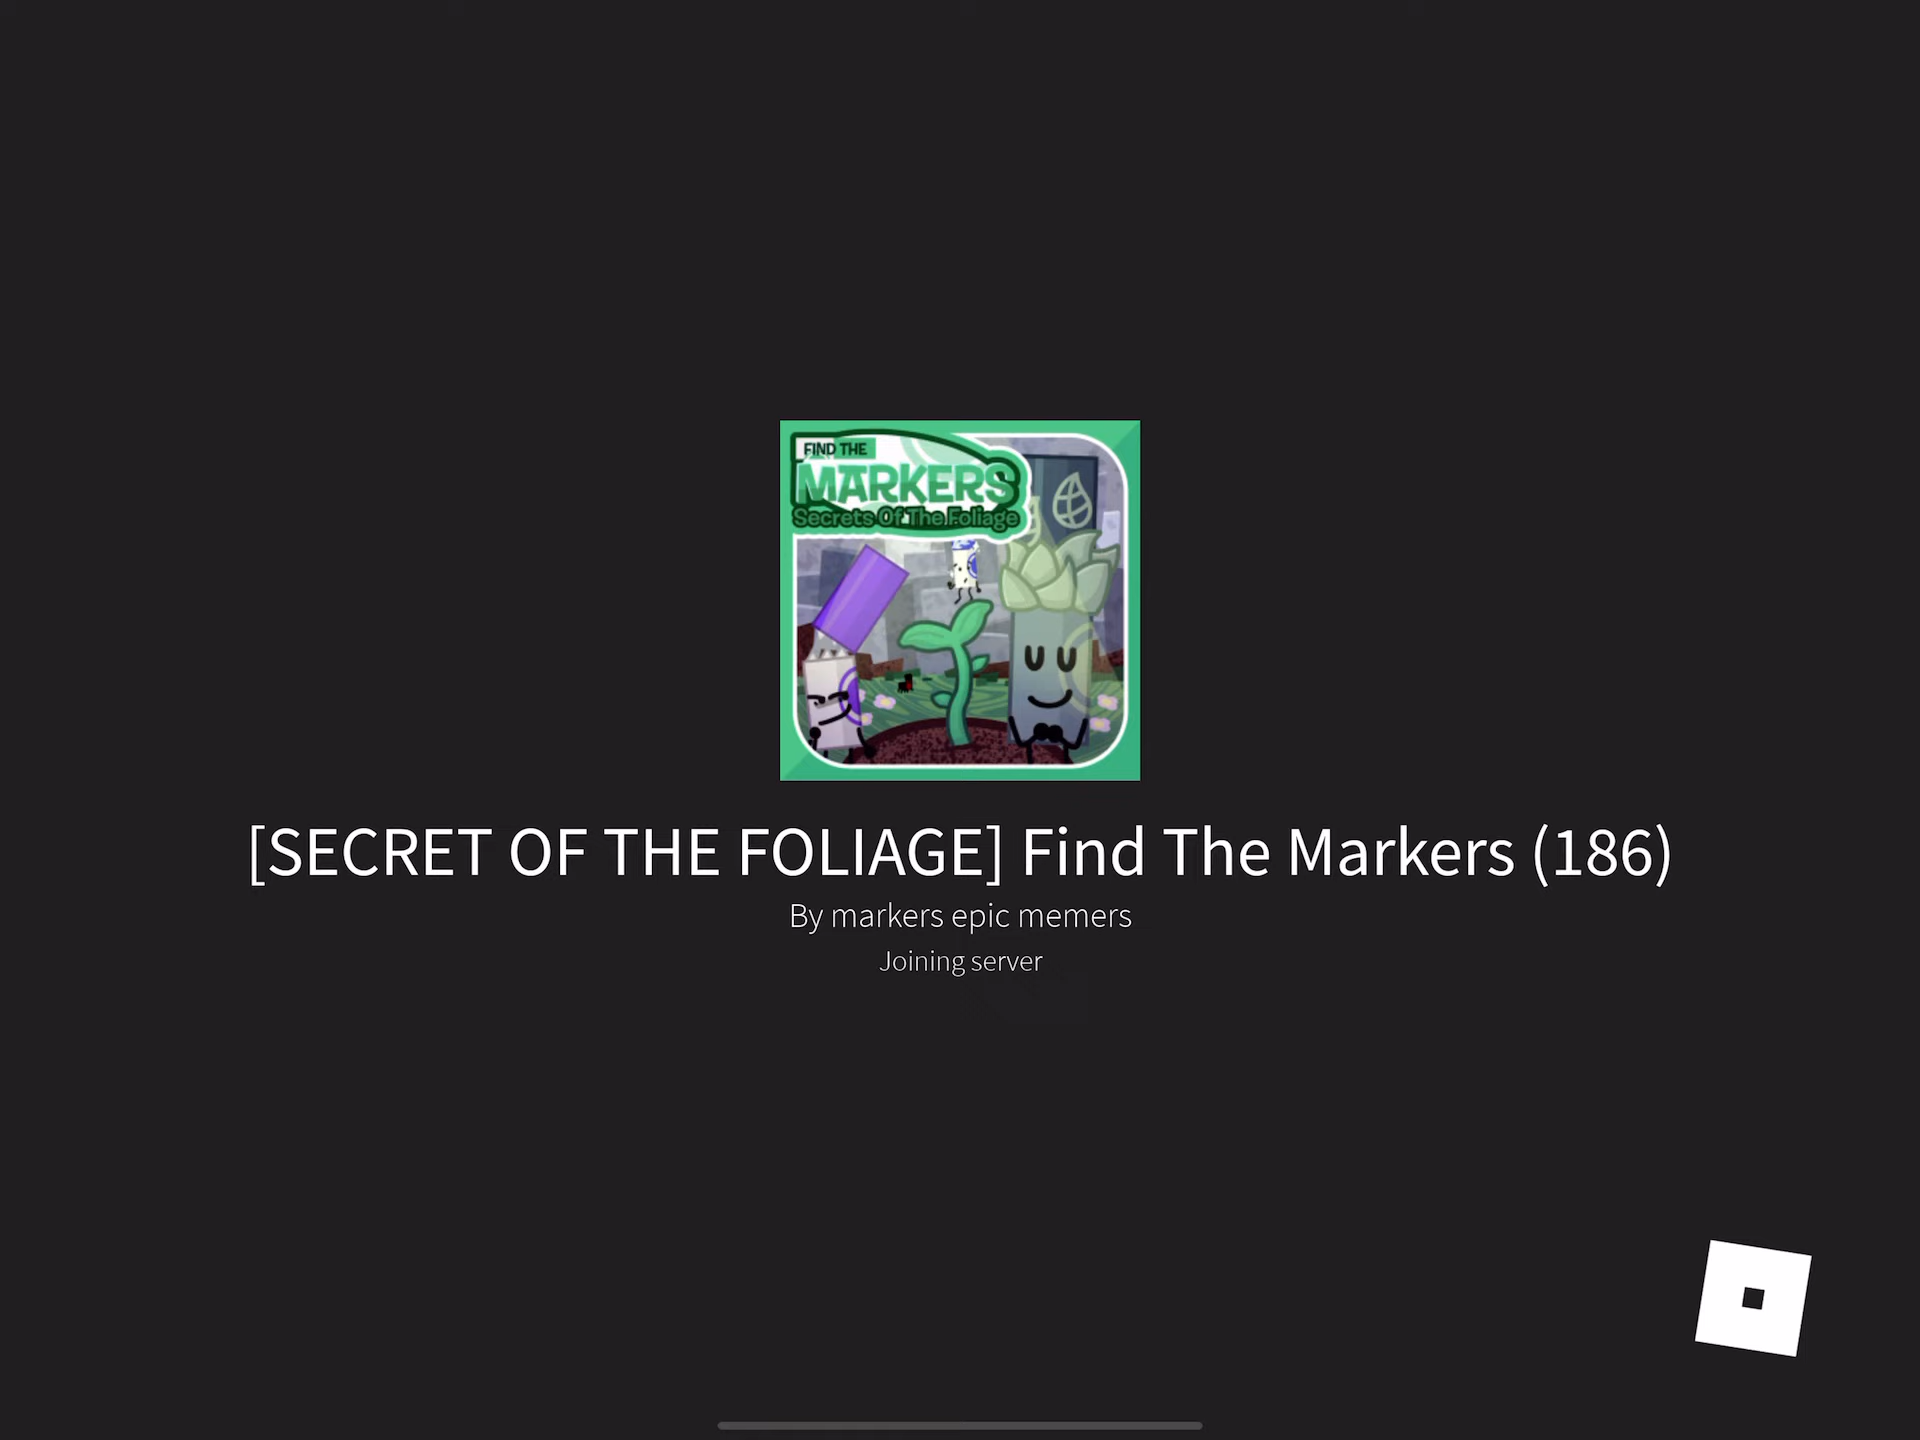 FIND THE
MARKERS
Secrets Of The Foliage
[SECRET OF THE FOLIAGE] Find The Markers (186)
By markers epic memers
Joining server